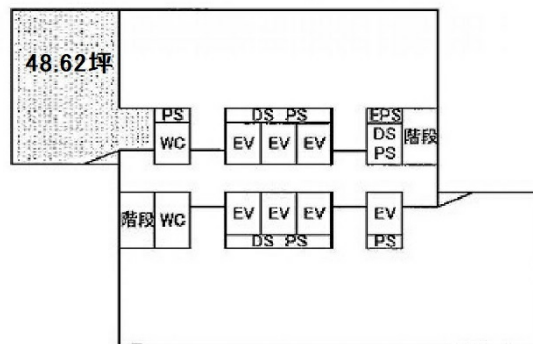 48.62坪
PS
WC
DS PS
EV EV EV
EPS
DS
PS
階段
階段
WC
EV EV EV
DS PS
EV
PS